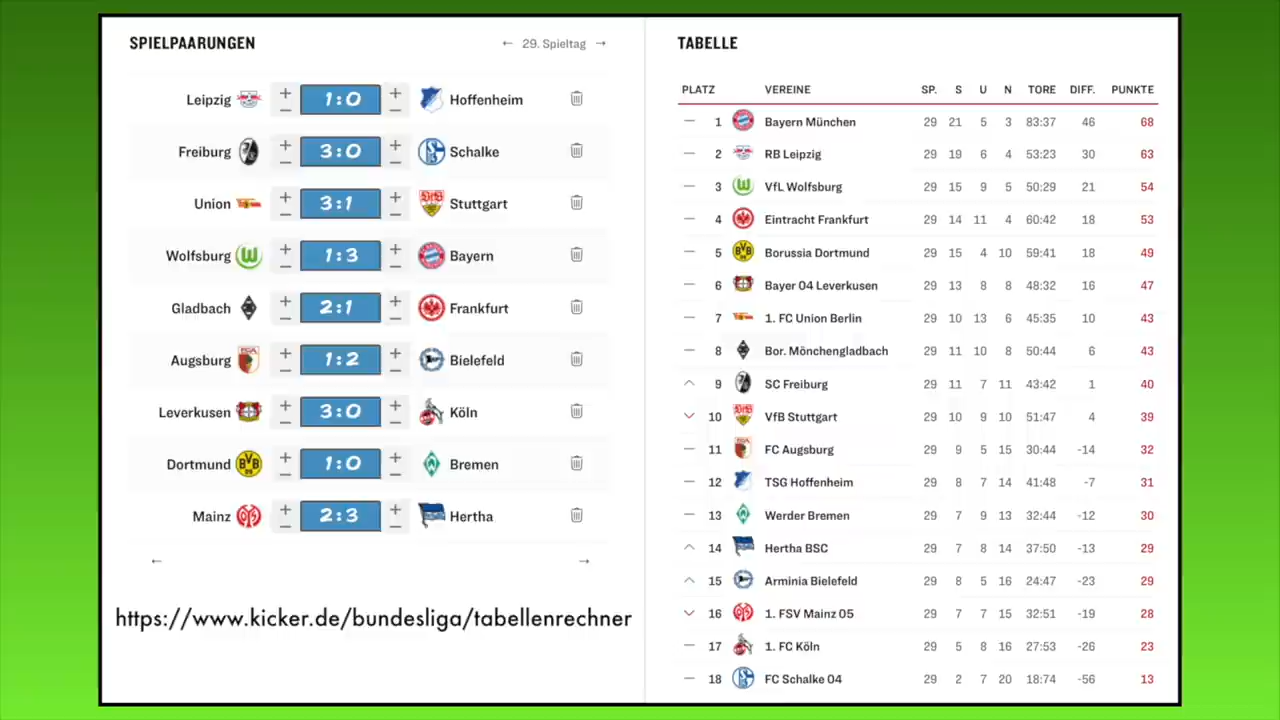 SPIELPAARUNGEN
← 29. Spieltag →
Leipzig + − 1:0 + − Hoffenheim
Freiburg + − 3:0 + − Schalke
Union + − 3:1 + − Stuttgart
Wolfsburg + − 1:3 + − Bayern
Gladbach + − 2:1 + − Frankfurt
Augsburg + − 1:2 + − Bielefeld
Leverkusen + − 3:0 + − Köln
Dortmund + − 1:0 + − Bremen
Mainz + − 2:3 + − Hertha
← →
https://www.kicker.de/bundesliga/tabellenrechner
TABELLE
PLATZ VEREINE SP. S U N TORE DIFF. PUNKTE
1 Bayern München 29 21 5 3 83:37 46 68
2 RB Leipzig 29 19 6 4 53:23 30 63
3 VfL Wolfsburg 29 15 9 5 50:29 21 54
4 Eintracht Frankfurt 29 14 11 4 60:42 18 53
5 Borussia Dortmund 29 15 4 10 59:41 18 49
6 Bayer 04 Leverkusen 29 13 8 8 48:32 16 47
7 1. FC Union Berlin 29 10 13 6 45:35 10 43
8 Bor. Mönchengladbach 29 11 10 8 50:44 6 43
9 SC Freiburg 29 11 7 11 43:42 1 40
10 VfB Stuttgart 29 10 9 10 51:47 4 39
11 FC Augsburg 29 9 5 15 30:44 -14 32
12 TSG Hoffenheim 29 8 7 14 41:48 -7 31
13 Werder Bremen 29 7 9 13 32:44 -12 30
14 Hertha BSC 29 7 8 14 37:50 -13 29
15 Arminia Bielefeld 29 8 5 16 24:47 -23 29
16 1. FSV Mainz 05 29 7 7 15 32:51 -19 28
17 1. FC Köln 29 5 8 16 27:53 -26 23
18 FC Schalke 04 29 2 7 20 18:74 -56 13